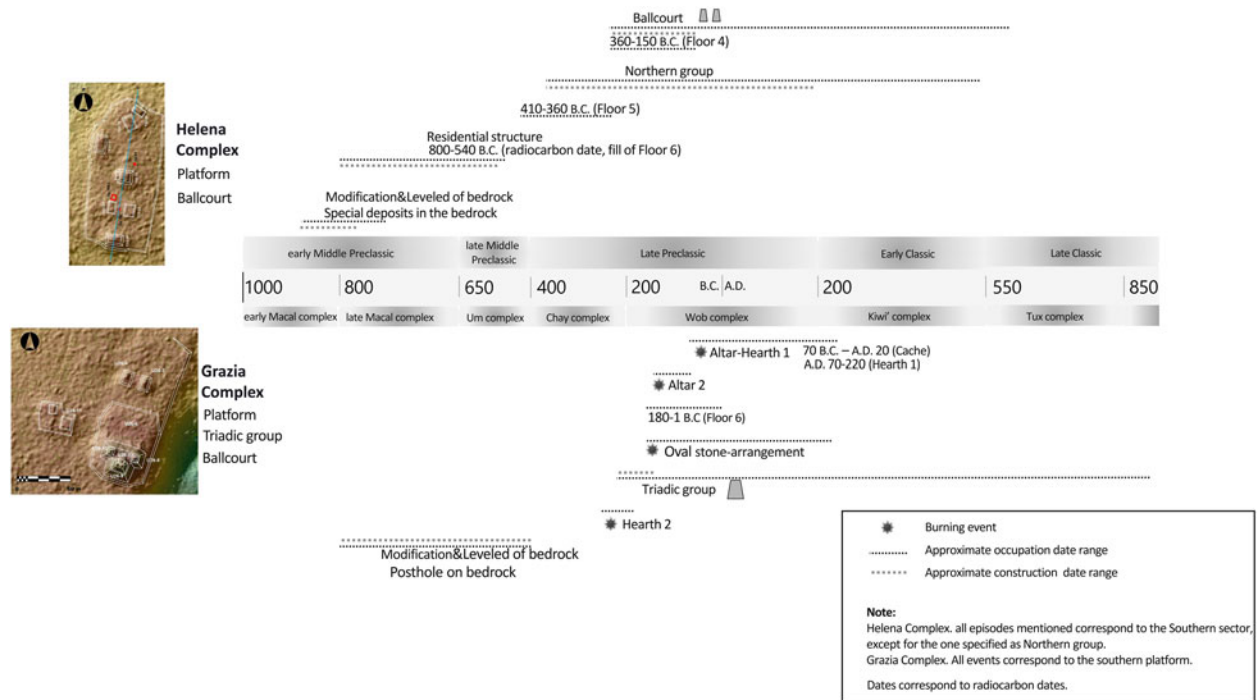 Ballcourt
360-150 B.C. (Floor 4)
Northern group
410-360 B.C. (Floor 5)
Helena
Complex
Platform
Ballcourt
Residential structure
800-540 B.C. (radiocarbon date, fill of Floor 6)
Modification&Leveled of bedrock
Special deposits in the bedrock
early Middle Preclassic
late Middle
Preclassic
Late Preclassic
Early Classic
Late Classic
1000 800 650 400 200 B.C. A.D. 200 550 850
early Macal complex
late Macal complex
Um complex
Chay complex
Wob complex
Kiwi' complex
Tux complex
Grazia
Complex
Platform
Triadic group
Ballcourt
Altar-Hearth 1
70 B.C. – A.D. 20 (Cache)
A.D. 70-220 (Hearth 1)
Altar 2
180-1 B.C (Floor 6)
Oval stone-arrangement
Triadic group
Hearth 2
Modification&Leveled of bedrock
Posthole on bedrock
Burning event
Approximate occupation date range
Approximate construction date range
Note:
Helena Complex. all episodes mentioned correspond to the Southern sector,
except for the one specified as Northern group.
Grazia Complex. All events correspond to the southern platform.
Dates correspond to radiocarbon dates.